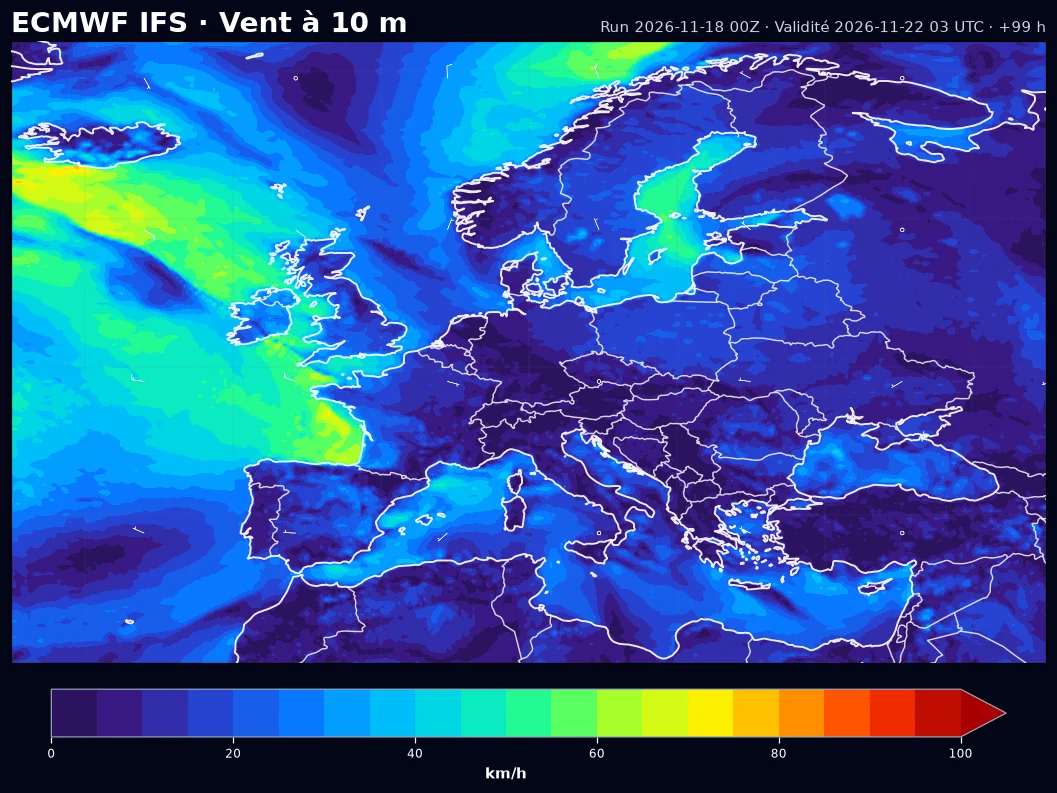 ECMWF IFS · Vent à 10 m
Run 2026-11-18 00Z · Validité 2026-11-22 03 UTC · +99 h
0 20 40 60 80 100
km/h